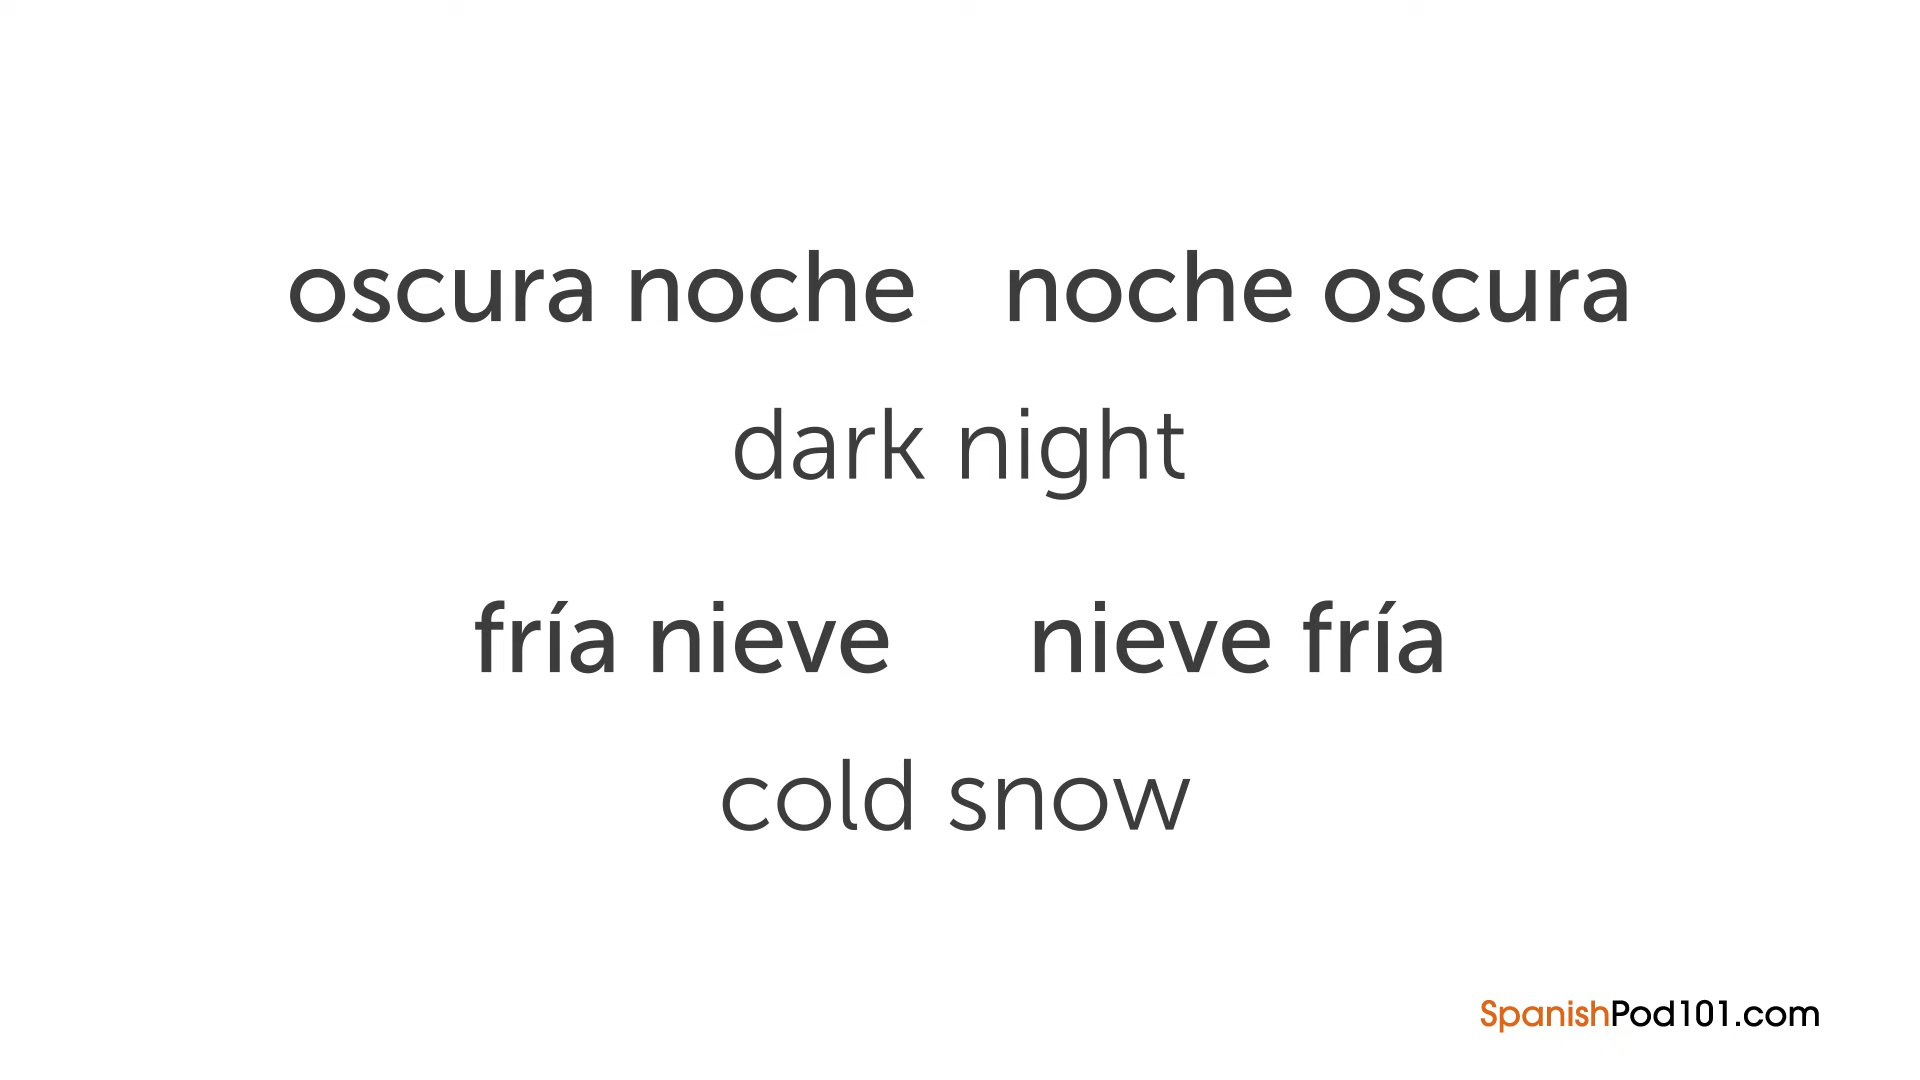 oscura noche noche oscura
dark night
fría nieve nieve fría
cold snow
SpanishPod101.com